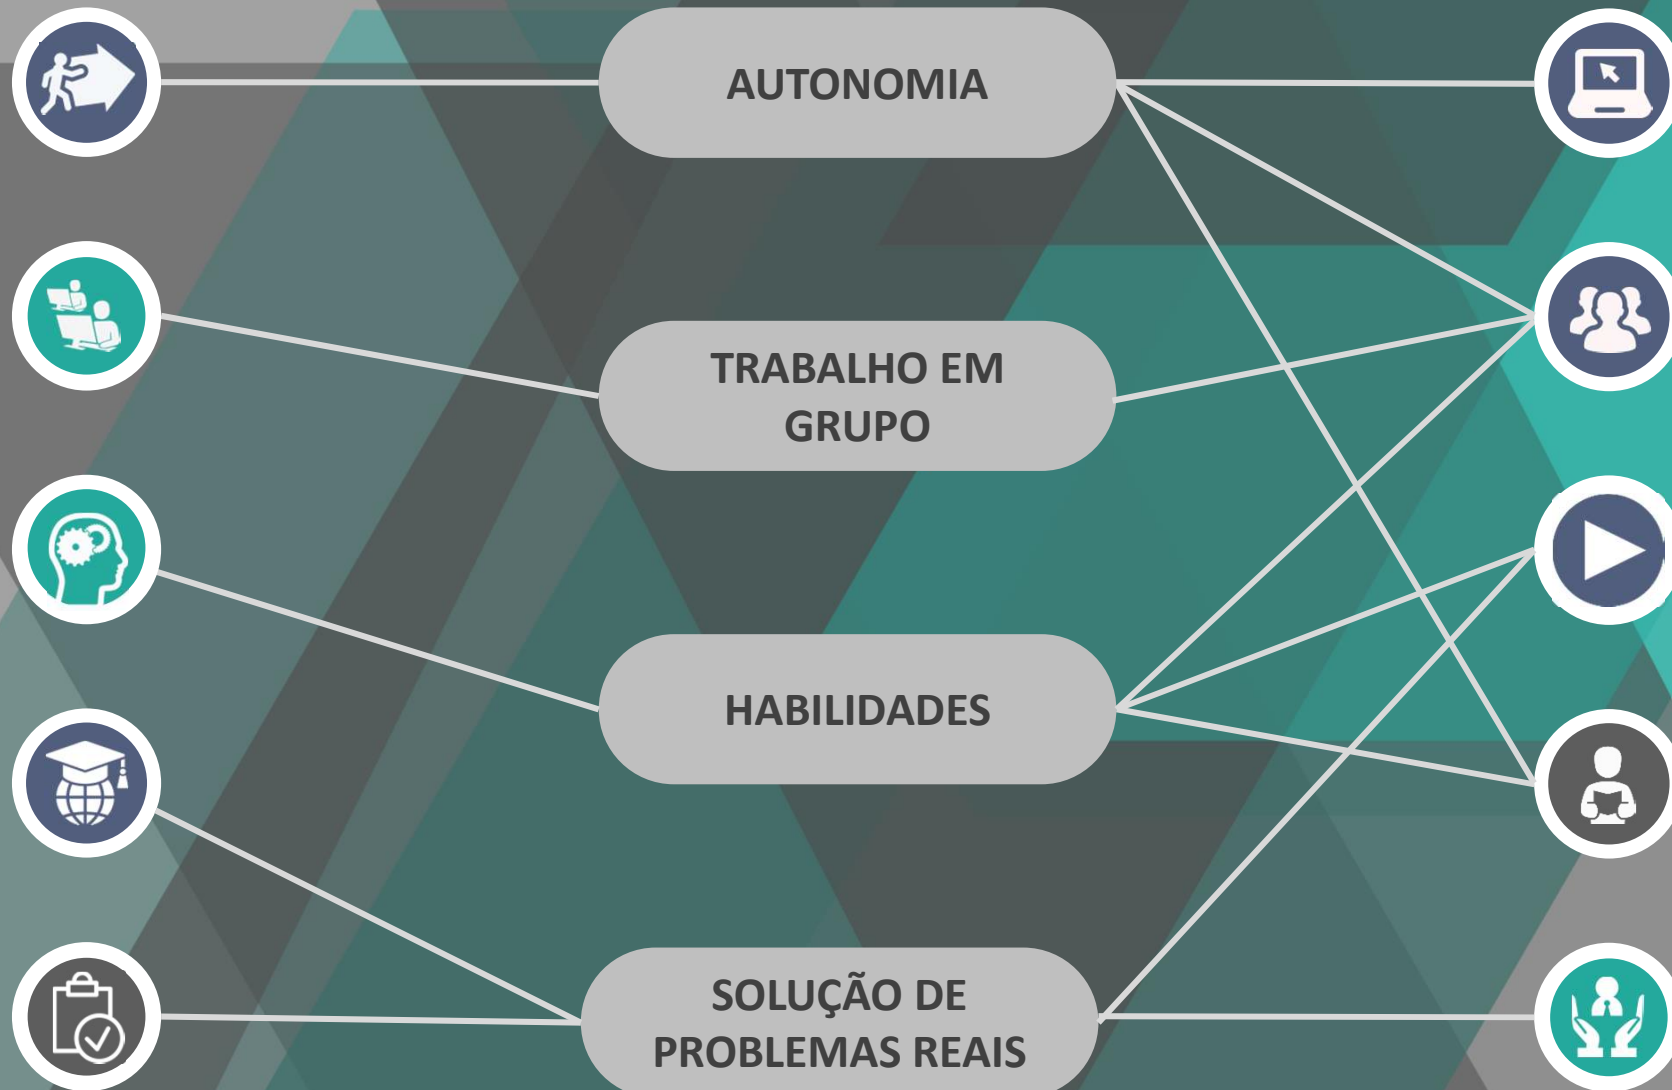 AUTONOMIA
TRABALHO EM
GRUPO
HABILIDADES
SOLUÇÃO DE
PROBLEMAS REAIS